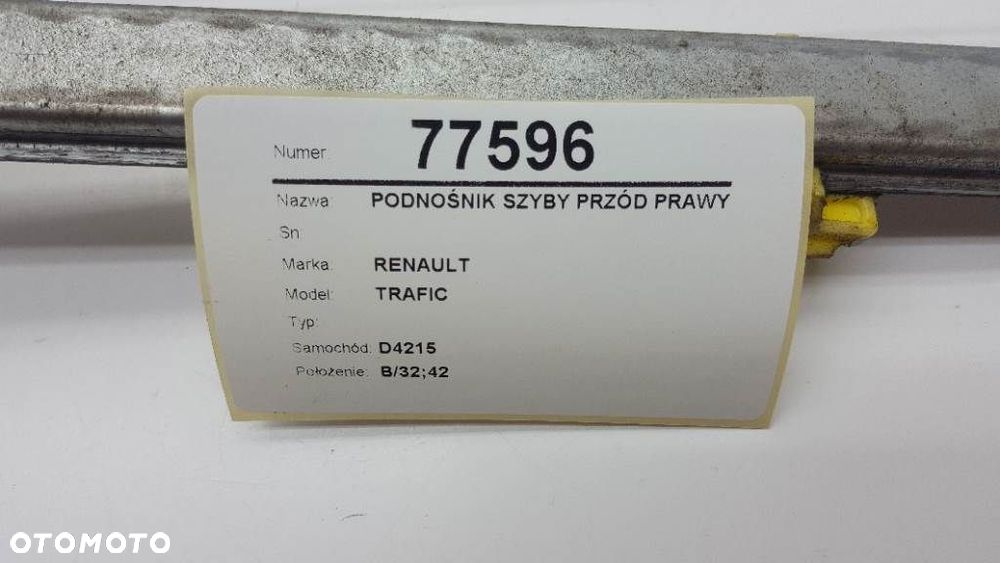 Numer 77596
Nazwa: PODNOŚNIK SZYBY PRZÓD PRAWY
Sn
Marka: RENAULT
Model: TRAFIC
Typ:
Samochód: D4215
Położenie: B/32;42
OTOMOTO